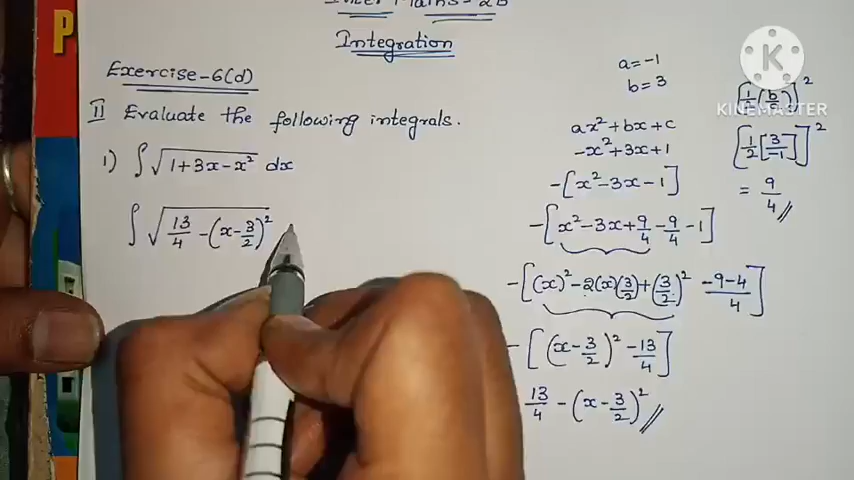 Inter Maths-2B
Integration
Exercise-6(d)
II Evaluate the following integrals.
1) ∫√(1+3x-x²) dx
∫√(13/4 -(x-3/2)²)
a=-1
b=3
ax²+bx+c
-x²+3x+1
-[x²-3x-1]
-[x²-3x+9/4-9/4-1]
-[(x)²-2(x)(3/2)+(3/2)² -9-4/4]
-[(x-3/2)²-13/4]
13/4-(x-3/2)²//
[1/2(b/a)]²
[1/2[3/-1]]²
= 9/4//
KINEMASTER